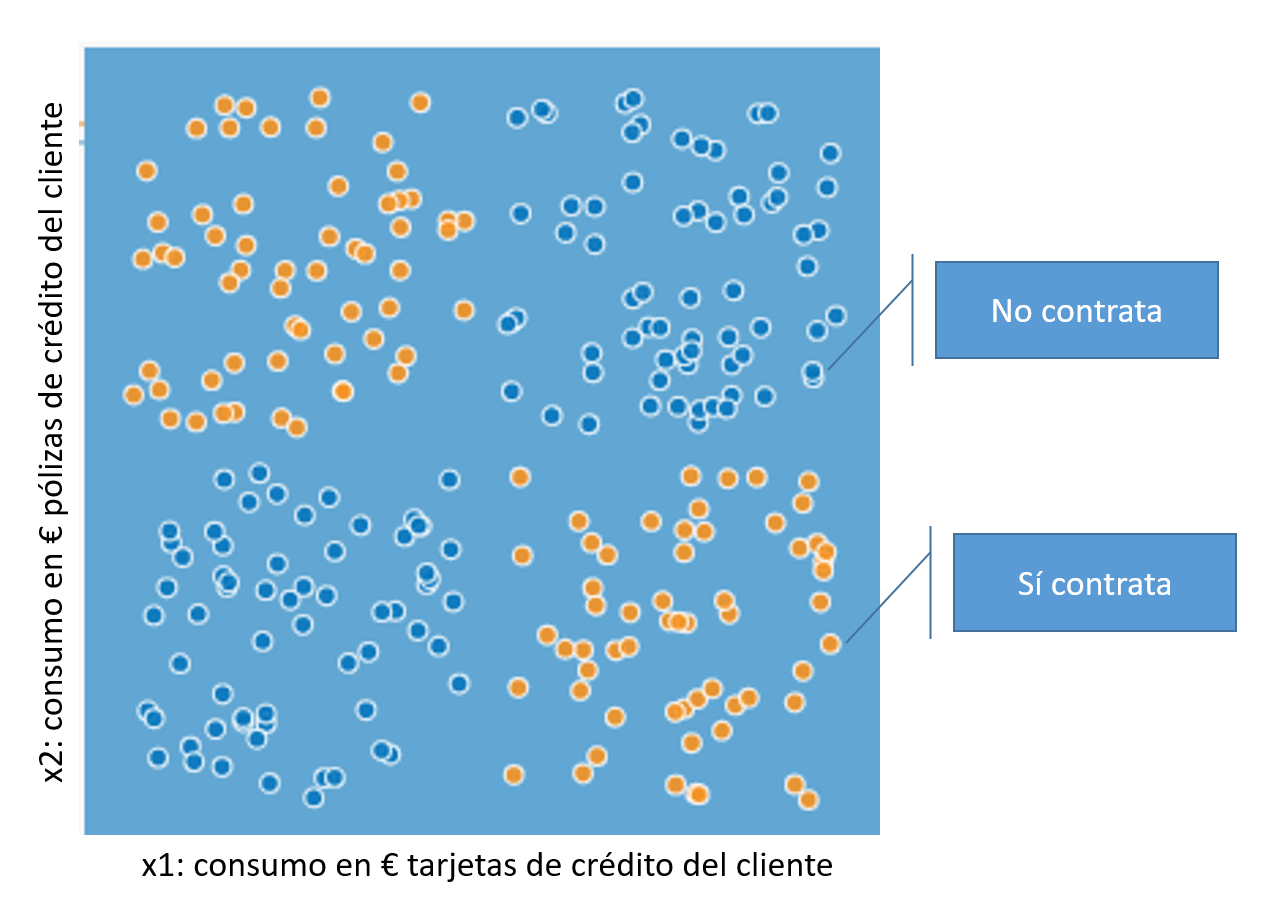 x2: consumo en € pólizas de crédito del cliente
No contrata
Sí contrata
x1: consumo en € tarjetas de crédito del cliente